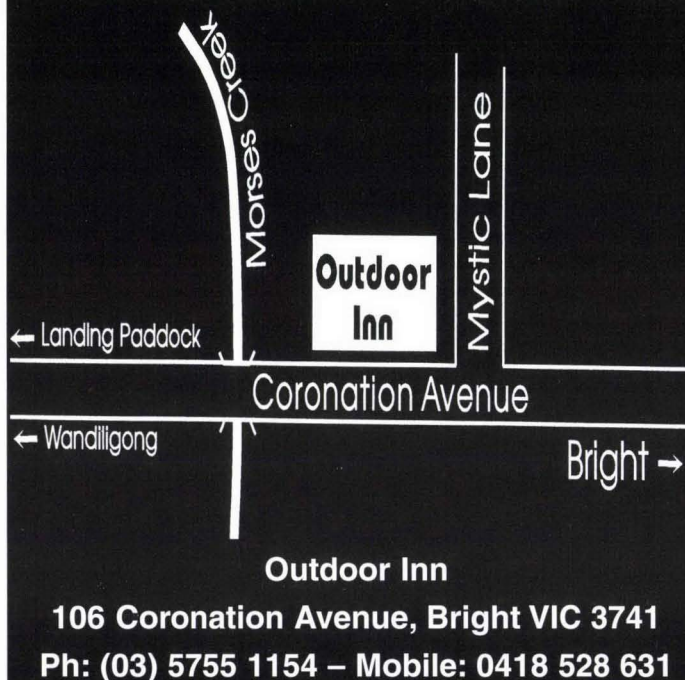 Morses Creek
Mystic Lane
Outdoor
Inn
← Landing Paddock
Coronation Avenue
← Wandiligong
Bright →
Outdoor Inn
106 Coronation Avenue, Bright VIC 3741
Ph: (03) 5755 1154 – Mobile: 0418 528 631